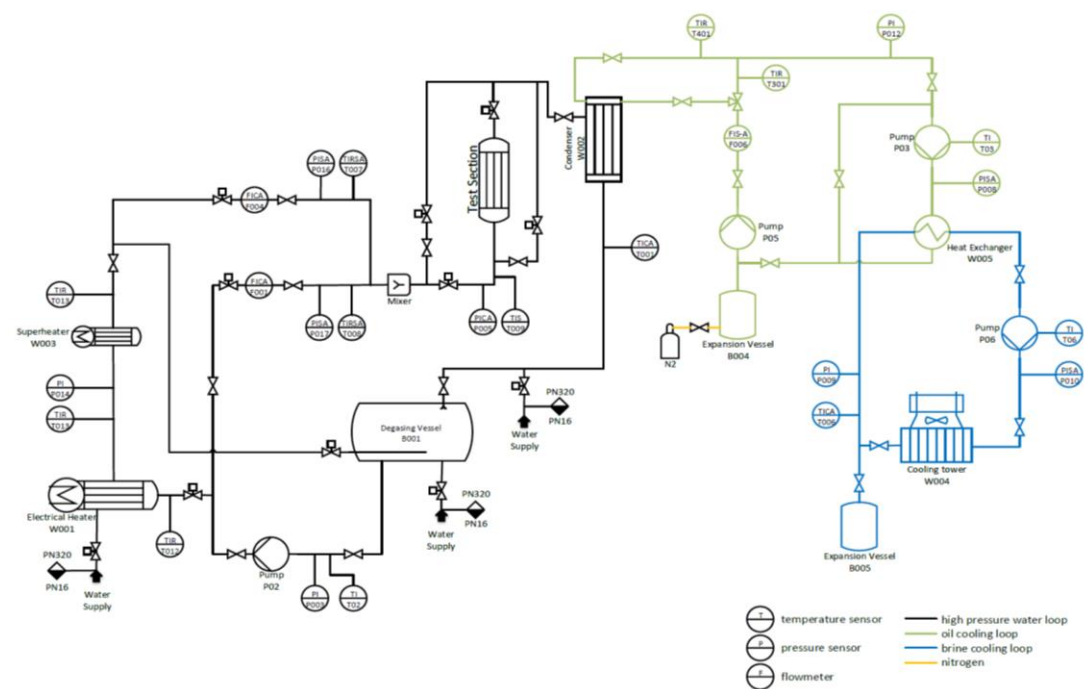 TIR
T401
PI
P012
TIR
T301
Condenser
W002
PISA
P016
TIRSA
T007
FIS-A
F006
Pump
P03
TI
T03
Test Section
PISA
P008
FICA
F004
Pump
P05
Heat Exchanger
W005
TICA
T001
TIR
T013
FICA
F001
Mixer
PISA
P017
TIRSA
T008
PICA
P005
TIS
T009
Superheater
W003
Expansion Vessel
B004
N2
Pump
P06
TI
T06
PI
P014
PI
P009
PISA
P010
TIR
T013
PN320
PN16
Water
Supply
Degasing Vessel
B001
TICA
T006
Cooling tower
W004
Electrical Heater
W001
PN320
PN16
Water
Supply
TIR
T012
PN320
PN16
Water
Supply
Pump
P02
PI
P003
TI
T02
Expansion Vessel
B005
T
temperature sensor
P
pressure sensor
F
flowmeter
high pressure water loop
oil cooling loop
brine cooling loop
nitrogen